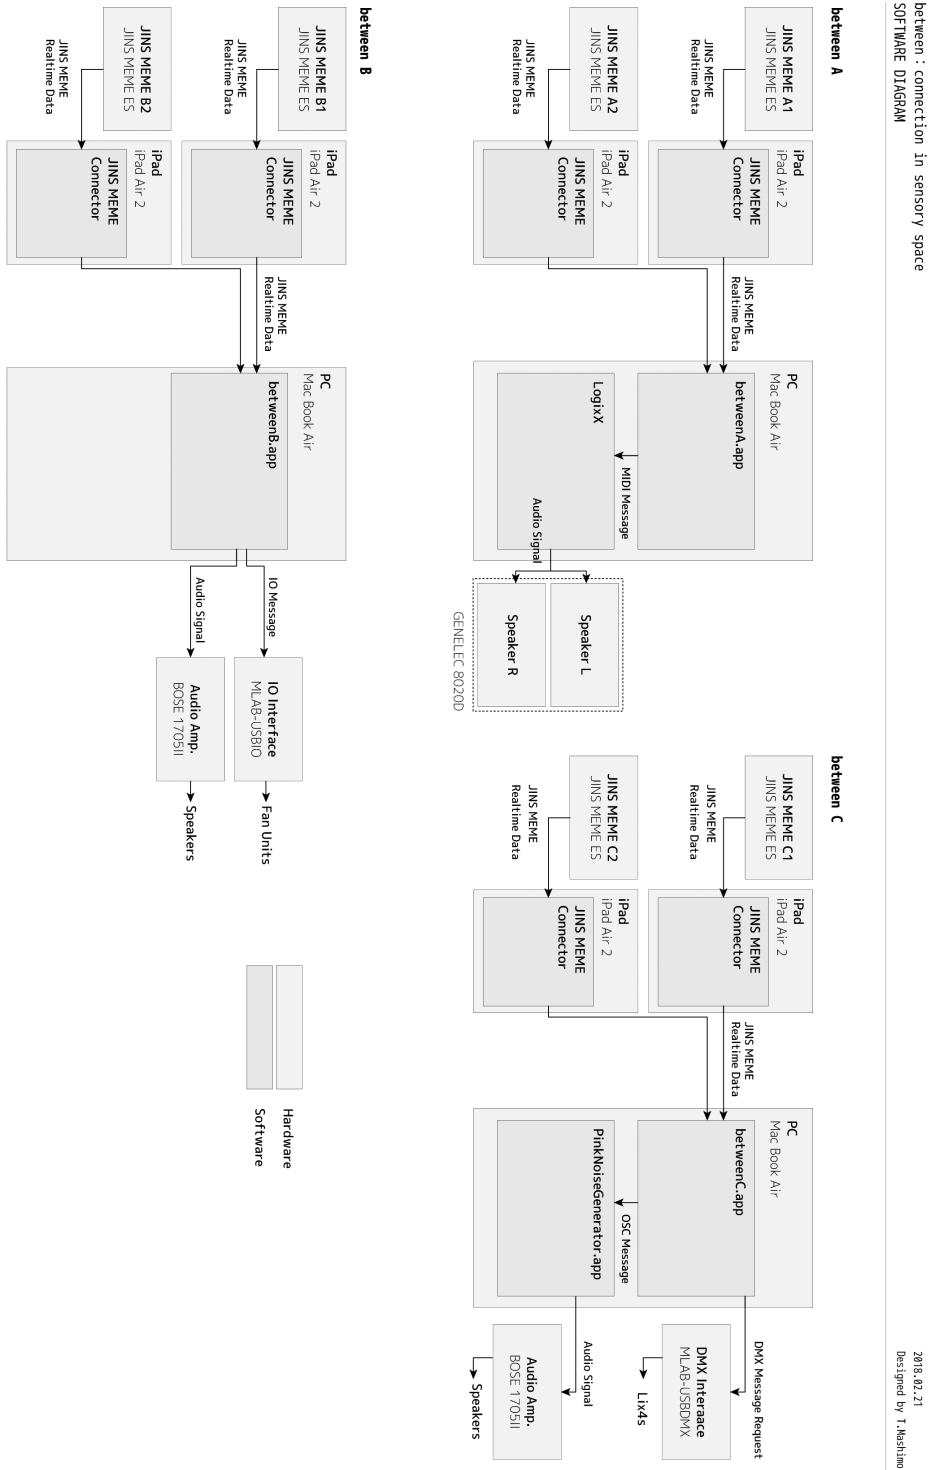 between : connection in sensory space
SOFTWARE DIAGRAM
2018.02.21
Designed by T.Mashimo
between A
JINS MEME A1
JINS MEME ES
JINS MEME
Realtime Data
iPad
iPad Air 2
JINS MEME
Connector
JINS MEME A2
JINS MEME ES
JINS MEME
Realtime Data
iPad
iPad Air 2
JINS MEME
Connector
JINS MEME
Realtime Data
PC
Mac Book Air
betweenA.app
MIDI Message
LogixX
Audio Signal
Speaker L
Speaker R
GENELEC 8020D
between C
JINS MEME C1
JINS MEME ES
JINS MEME
Realtime Data
iPad
iPad Air 2
JINS MEME
Connector
JINS MEME C2
JINS MEME ES
JINS MEME
Realtime Data
iPad
iPad Air 2
JINS MEME
Connector
JINS MEME
Realtime Data
PC
Mac Book Air
betweenC.app
OSC Message
PinkNoiseGenerator.app
DMX Message Request
DMX Interaace
MLAB-USBDMX
Lix4s
Audio Signal
Audio Amp.
BOSE 1705II
Speakers
between B
JINS MEME B1
JINS MEME ES
JINS MEME
Realtime Data
iPad
iPad Air 2
JINS MEME
Connector
JINS MEME B2
JINS MEME ES
JINS MEME
Realtime Data
iPad
iPad Air 2
JINS MEME
Connector
JINS MEME
Realtime Data
PC
Mac Book Air
betweenB.app
IO Message
IO Interface
MLAB-USBIO
Fan Units
Audio Signal
Audio Amp.
BOSE 1705II
Speakers
Hardware
Software